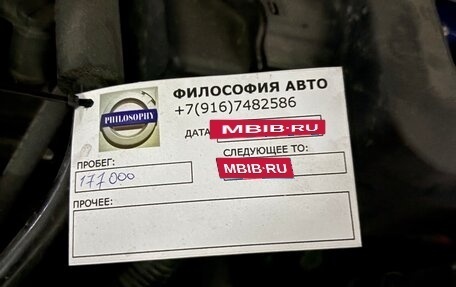 ФИЛОСОФИЯ АВТО
+7(916)7482586
PHILOSOPHY
ДАТА
MBIB-RU
ПРОБЕГ:
177000
СЛЕДУЮЩЕЕ ТО:
MBIB-RU
ПРОЧЕЕ: